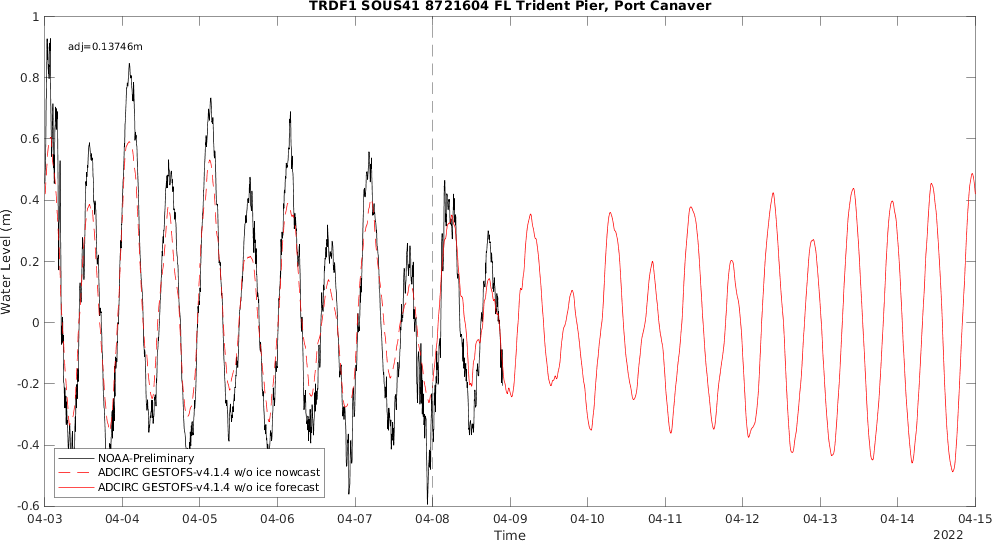 TRDF1 SOUS41 8721604 FL Trident Pier, Port Canaver
adj=0.13746m
1
0.8
0.6
0.4
0.2
0
-0.2
-0.4
-0.6
Water Level (m)
NOAA-Preliminary
ADCIRC GESTOFS-v4.1.4 w/o ice nowcast
ADCIRC GESTOFS-v4.1.4 w/o ice forecast
04-03 04-04 04-05 04-06 04-07 04-08 04-09 04-10 04-11 04-12 04-13 04-14 04-15
Time
2022